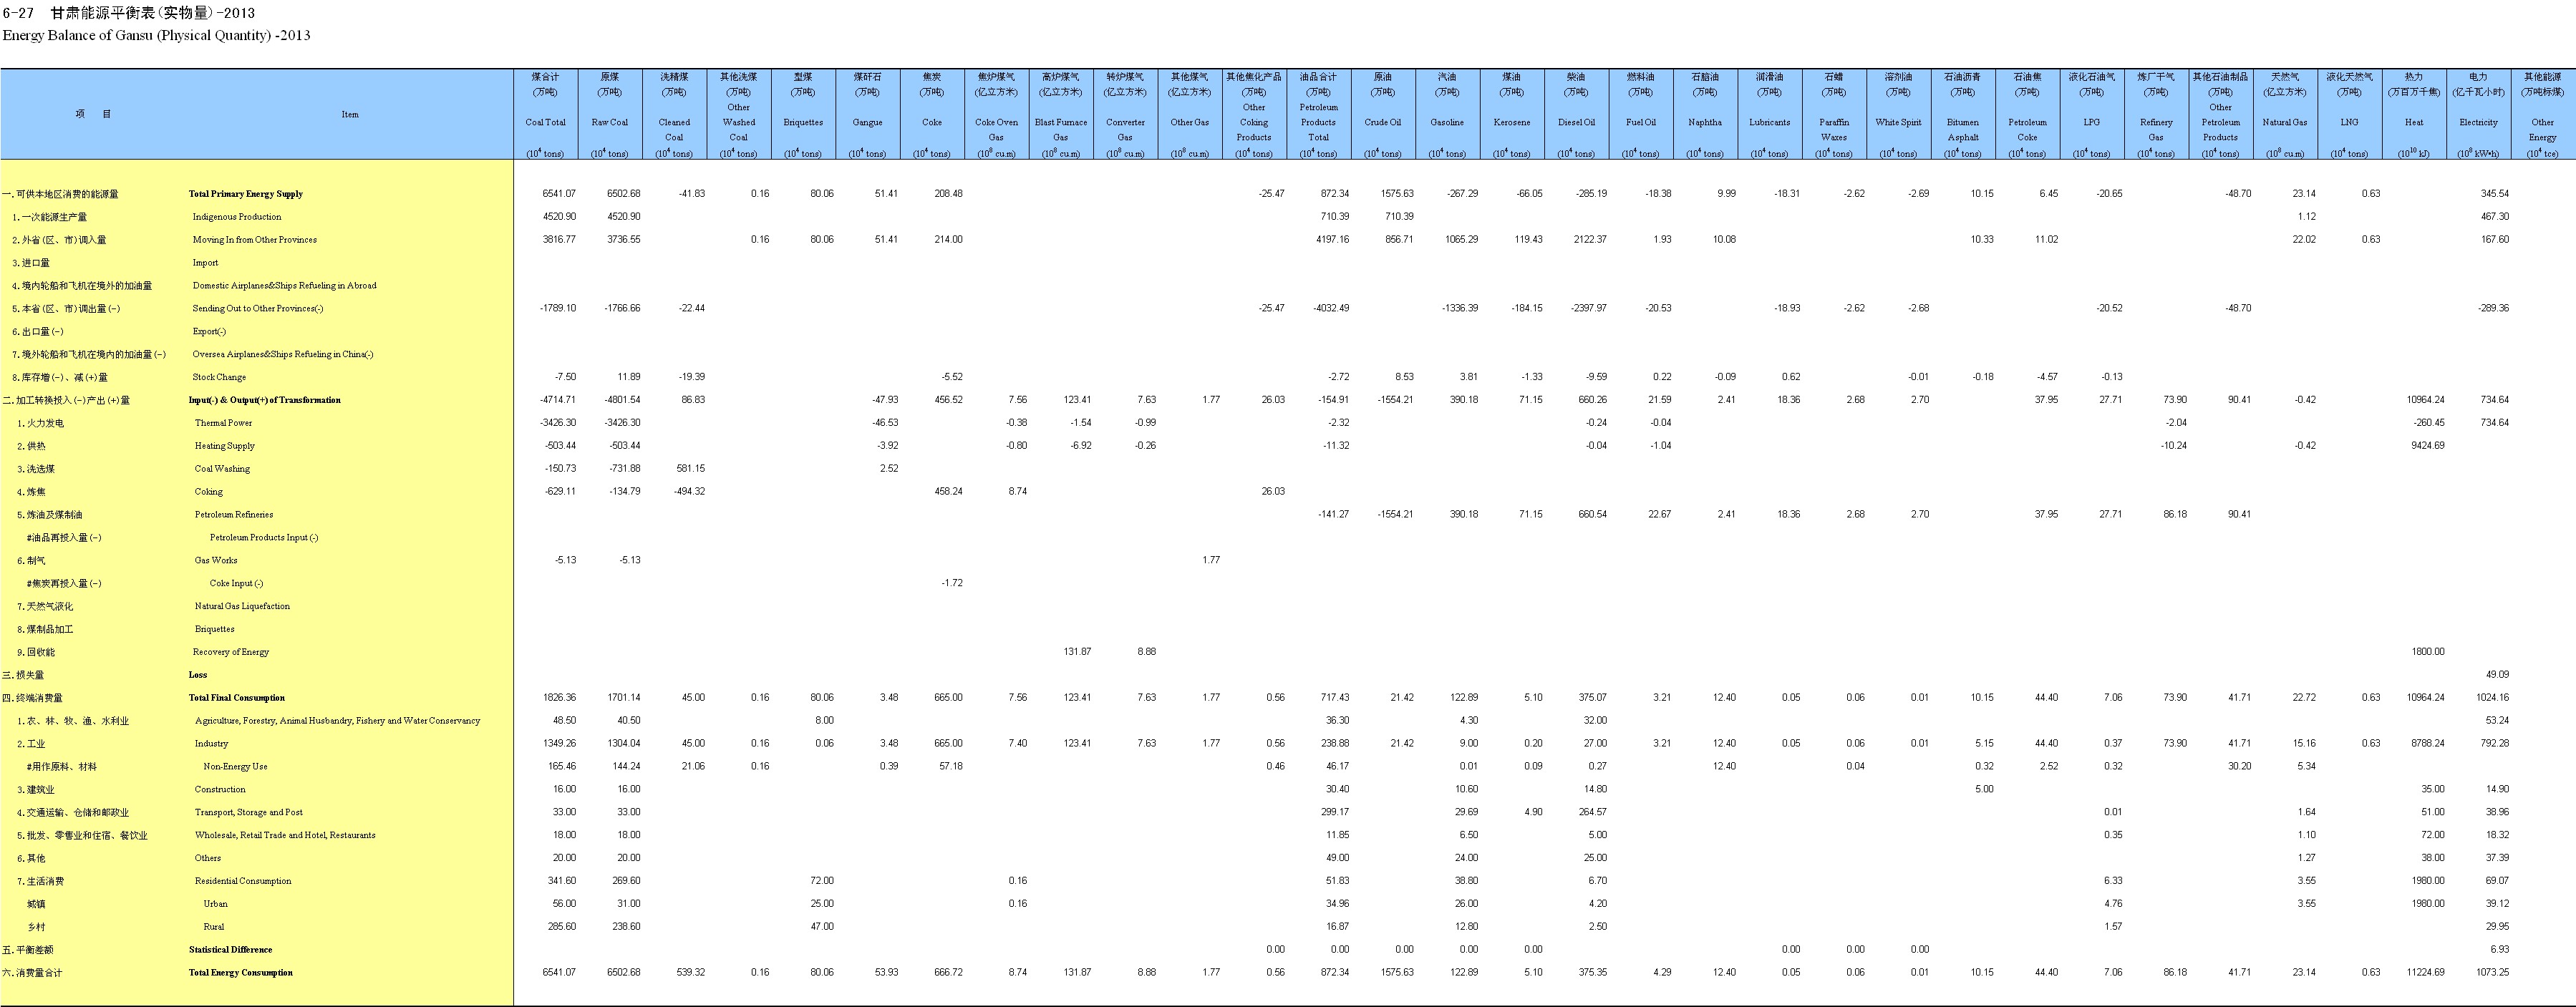 6-27 甘肃能源平衡表(实物量)-2013
Energy Balance of Gansu (Physical Quantity) -2013
项 目 Item 煤合计 (万吨) Coal Total (10⁴ tons) 原煤 (万吨) Raw Coal (10⁴ tons) 洗精煤 (万吨) Cleaned Coal (10⁴ tons) 其他洗煤 (万吨) Other Washed Coal (10⁴ tons) 型煤 (万吨) Briquettes (10⁴ tons) 煤矸石 (万吨) Gangue (10⁴ tons) 焦炭 (万吨) Coke (10⁴ tons) 焦炉煤气 (亿立方米) Coke Oven Gas (10⁸ cu.m) 高炉煤气 (亿立方米) Blast Furnace Gas (10⁸ cu.m) 转炉煤气 (亿立方米) Converter Gas (10⁸ cu.m) 其他煤气 (亿立方米) Other Gas (10⁸ cu.m) 其他焦化产品 (万吨) Other Coking Products (10⁴ tons) 油品合计 (万吨) Petroleum Products Total (10⁴ tons) 原油 (万吨) Crude Oil (10⁴ tons) 汽油 (万吨) Gasoline (10⁴ tons) 煤油 (万吨) Kerosene (10⁴ tons) 柴油 (万吨) Diesel Oil (10⁴ tons) 燃料油 (万吨) Fuel Oil (10⁴ tons) 石脑油 (万吨) Naphtha (10⁴ tons) 润滑油 (万吨) Lubricants (10⁴ tons) 石蜡 (万吨) Paraffin Waxes (10⁴ tons) 溶剂油 (万吨) White Spirit (10⁴ tons) 石油沥青 (万吨) Bitumen Asphalt (10⁴ tons) 石油焦 (万吨) Petroleum Coke (10⁴ tons) 液化石油气 (万吨) LPG (10⁴ tons) 炼厂干气 (万吨) Refinery Gas (10⁴ tons) 其他石油制品 (万吨) Other Petroleum Products (10⁴ tons) 天然气 (亿立方米) Natural Gas (10⁸ cu.m) 液化天然气 (万吨) LNG (10⁴ tons) 热力 (万百万千焦) Heat (10¹⁰ kJ) 电力 (亿千瓦小时) Electricity (10⁸ kW•h) 其他能源 (万吨标煤) Other Energy (10⁴ tce)
一.可供本地区消费的能源量 Total Primary Energy Supply 6541.07 6502.68 -41.83 0.16 80.06 51.41 208.48 -25.47 872.34 1575.63 -267.29 -66.05 -285.19 -18.38 9.99 -18.31 -2.62 -2.69 10.15 6.45 -20.65 -48.70 23.14 0.63 345.54
1.一次能源生产量 Indigenous Production 4520.90 4520.90 710.39 710.39 1.12 467.30
2.外省(区、市)调入量 Moving In from Other Provinces 3816.77 3736.55 0.16 80.06 51.41 214.00 4197.16 856.71 1065.29 119.43 2122.37 1.93 10.08 10.33 11.02 22.02 0.63 167.60
3.进口量 Import
4.境内轮船和飞机在境外的加油量 Domestic Airplanes&Ships Refueling in Abroad
5.本省(区、市)调出量(-) Sending Out to Other Provinces(-) -1789.10 -1766.66 -22.44 -25.47 -4032.49 -1336.39 -184.15 -2397.97 -20.53 -18.93 -2.62 -2.68 -20.52 -48.70 -289.36
6.出口量(-) Export(-)
7.境外轮船和飞机在境内的加油量(-) Oversea Airplanes&Ships Refueling in China(-)
8.库存增(-)、减(+)量 Stock Change -7.50 11.89 -19.39 -5.52 -2.72 8.53 3.81 -1.33 -9.59 0.22 -0.09 0.62 -0.01 -0.18 -4.57 -0.13
二.加工转换投入(-)产出(+)量 Input(-) & Output(+) of Transformation -4714.71 -4801.54 86.83 -47.93 456.52 7.56 123.41 7.63 1.77 26.03 -154.91 -1554.21 390.18 71.15 660.26 21.59 2.41 18.36 2.68 2.70 37.95 27.71 73.90 90.41 -0.42 10964.24 734.64
1.火力发电 Thermal Power -3426.30 -3426.30 -46.53 -0.38 -1.54 -0.99 -2.32 -0.24 -0.04 -2.04 -260.45 734.64
2.供热 Heating Supply -503.44 -503.44 -3.92 -0.80 -6.92 -0.26 -11.32 -0.04 -1.04 -10.24 -0.42 9424.69
3.洗选煤 Coal Washing -150.73 -731.88 581.15 2.52
4.炼焦 Coking -629.11 -134.79 -494.32 458.24 8.74 26.03
5.炼油及煤制油 Petroleum Refineries -141.27 -1554.21 390.18 71.15 660.54 22.67 2.41 18.36 2.68 2.70 37.95 27.71 86.18 90.41
#油品再投入量(-) Petroleum Products Input (-)
6.制气 Gas Works -5.13 -5.13 1.77
#焦炭再投入量(-) Coke Input (-) -1.72
7.天然气液化 Natural Gas Liquefaction
8.煤制品加工 Briquettes
9.回收能 Recovery of Energy 131.87 8.88 1800.00
三.损失量 Loss 49.09
四.终端消费量 Total Final Consumption 1826.36 1701.14 45.00 0.16 80.06 3.48 665.00 7.56 123.41 7.63 1.77 0.56 717.43 21.42 122.89 5.10 375.07 3.21 12.40 0.05 0.06 0.01 10.15 44.40 7.06 73.90 41.71 22.72 0.63 10964.24 1024.16
1.农、林、牧、渔、水利业 Agriculture, Forestry, Animal Husbandry, Fishery and Water Conservancy 48.50 40.50 8.00 36.30 4.30 32.00 53.24
2.工业 Industry 1349.26 1304.04 45.00 0.16 0.06 3.48 665.00 7.40 123.41 7.63 1.77 0.56 238.88 21.42 9.00 0.20 27.00 3.21 12.40 0.05 0.06 0.01 5.15 44.40 0.37 73.90 41.71 15.16 0.63 8788.24 792.28
#用作原料、材料 Non-Energy Use 165.46 144.24 21.06 0.16 0.39 57.18 0.46 46.17 0.01 0.09 0.27 12.40 0.04 0.32 2.52 0.32 30.20 5.34
3.建筑业 Construction 16.00 16.00 30.40 10.60 14.80 5.00 35.00 14.90
4.交通运输、仓储和邮政业 Transport, Storage and Post 33.00 33.00 299.17 29.69 4.90 264.57 0.01 1.64 51.00 38.96
5.批发、零售业和住宿、餐饮业 Wholesale, Retail Trade and Hotel, Restaurants 18.00 18.00 11.85 6.50 5.00 0.35 1.10 72.00 18.32
6.其他 Others 20.00 20.00 49.00 24.00 25.00 1.27 38.00 37.39
7.生活消费 Residential Consumption 341.60 269.60 72.00 0.16 51.83 38.80 6.70 6.33 3.55 1980.00 69.07
城镇 Urban 56.00 31.00 25.00 0.16 34.96 26.00 4.20 4.76 3.55 1980.00 39.12
乡村 Rural 285.60 238.60 47.00 16.87 12.80 2.50 1.57 29.95
五.平衡差额 Statistical Difference 0.00 0.00 0.00 0.00 0.00 0.00 0.00 0.00 6.93
六.消费量合计 Total Energy Consumption 6541.07 6502.68 539.32 0.16 80.06 53.93 666.72 8.74 131.87 8.88 1.77 0.56 872.34 1575.63 122.89 5.10 375.35 4.29 12.40 0.05 0.06 0.01 10.15 44.40 7.06 86.18 41.71 23.14 0.63 11224.69 1073.25